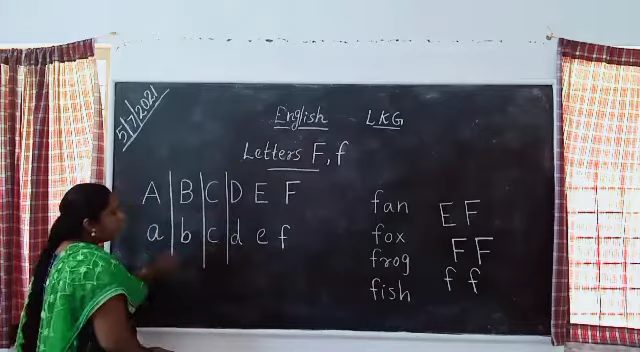 5/7/2021
English LKG
Letters F, f
A B C D E F
a b c d e f
fan
fox
frog
fish
E F
F F
f f